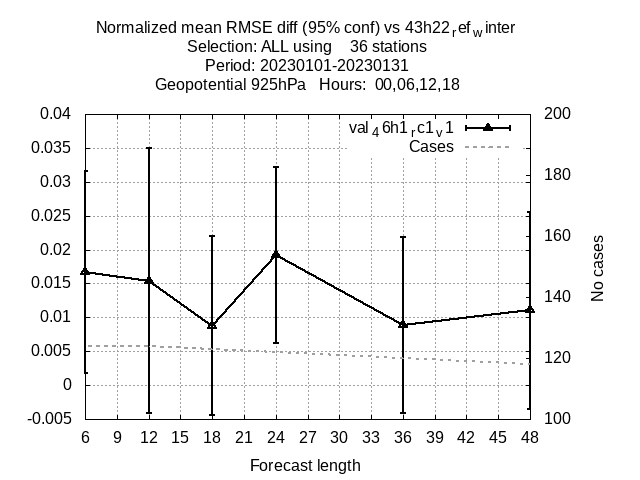 Normalized mean RMSE diff (95% conf) vs 43h22refwinter
Selection: ALL using 36 stations
Period: 20230101-20230131
Geopotential 925hPa Hours: 00,06,12,18
val46h1rc1v1
Cases
0.04
0.035
0.03
0.025
0.02
0.015
0.01
0.005
0
-0.005
200
180
160
140
120
100
No cases
6 9 12 15 18 21 24 27 30 33 36 39 42 45 48
Forecast length